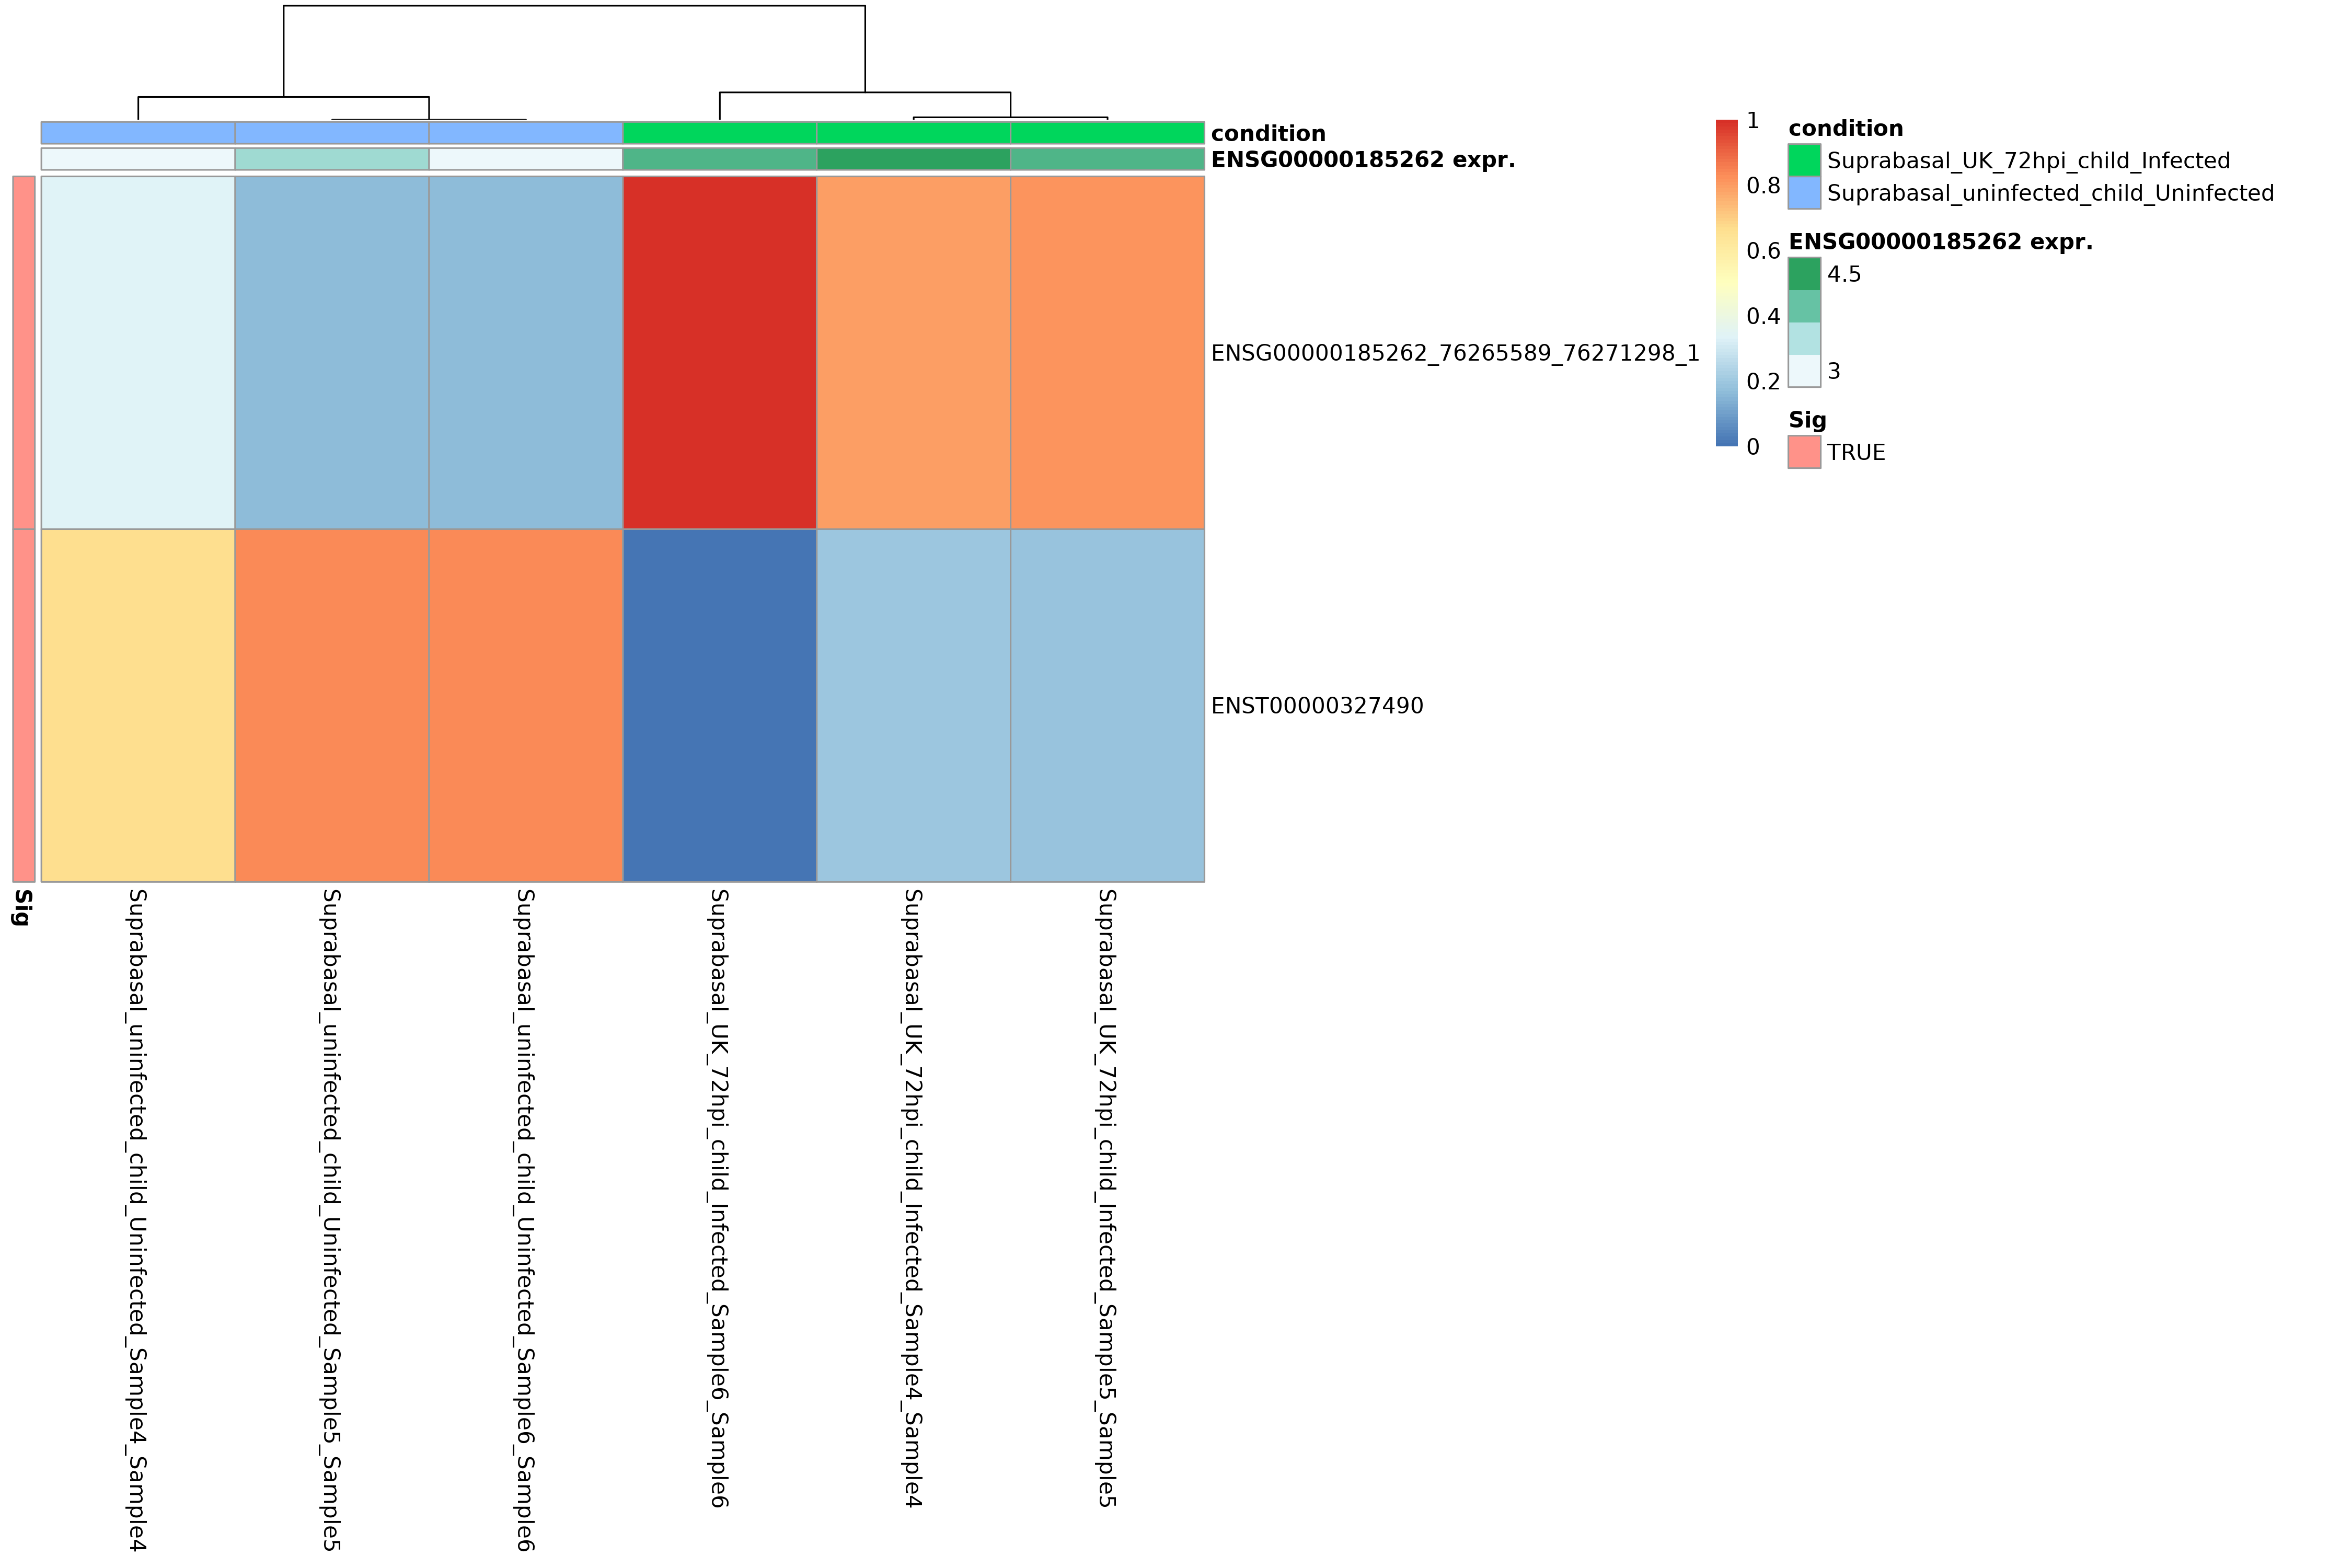 condition
ENSG00000185262 expr.
ENSG00000185262_76265589_76271298_1
ENST00000327490
Sig
Suprabasal_uninfected_child_Uninfected_Sample4_Sample4
Suprabasal_uninfected_child_Uninfected_Sample5_Sample5
Suprabasal_uninfected_child_Uninfected_Sample6_Sample6
Suprabasal_UK_72hpi_child_Infected_Sample6_Sample6
Suprabasal_UK_72hpi_child_Infected_Sample4_Sample4
Suprabasal_UK_72hpi_child_Infected_Sample5_Sample5
1
0.8
0.6
0.4
0.2
0
condition
Suprabasal_UK_72hpi_child_Infected
Suprabasal_uninfected_child_Uninfected
ENSG00000185262 expr.
4.5
3
Sig
TRUE